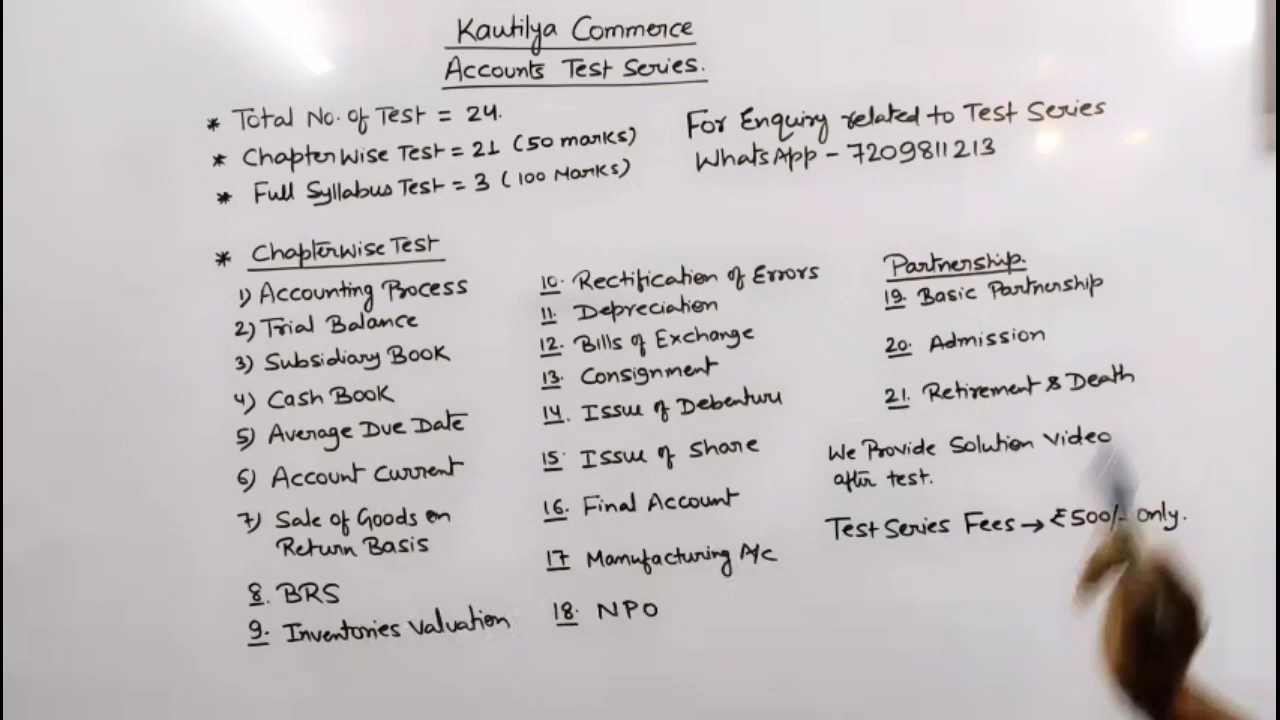 Kautilya Commerce
Accounts Test Series.
* Total No. of Test = 24.
* Chapterwise Test = 21 (50 marks)
* Full Syllabus Test = 3 (100 Marks)
For Enquiry related to Test Series
WhatsApp - 7209811213
* Chapterwise Test
1) Accounting Process
2) Trial Balance
3) Subsidiary Book
4) Cash Book
5) Average Due Date
6) Account Current
7) Sale of Goods on
Return Basis
8. BRS
9. Inventories Valuation
10. Rectification of Errors
11. Depreciation
12. Bills of Exchange
13. Consignment
14. Issue of Debenture
15. Issue of Share
16. Final Account
17 Manufacturing A/c
18. NPO
Partnership.
19. Basic Partnership
20. Admission
21. Retirement & Death
We Provide Solution Video
after test.
Test Series Fees → ₹500/- Only.